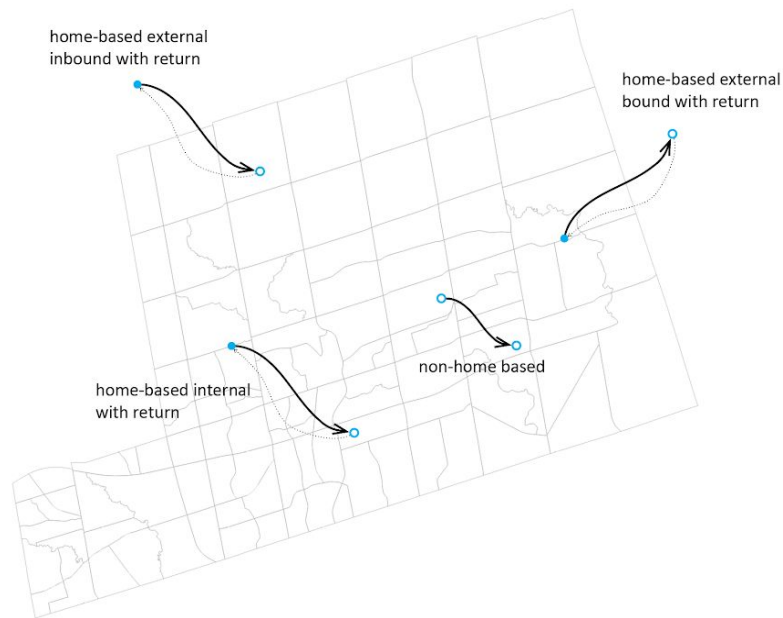 home-based external
inbound with return
home-based external
bound with return
non-home based
home-based internal
with return